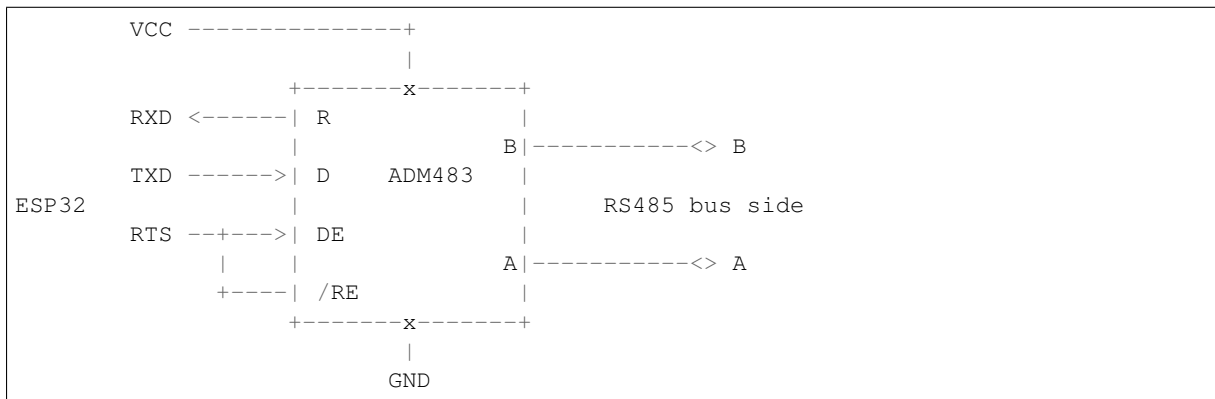 VCC ---------------+
|
+-------x-------+
RXD <------| R |
| B|-----------<> B
TXD ------>| D ADM483 |
ESP32 | | RS485 bus side
RTS --+--->| DE |
| | A|-----------<> A
+----| /RE |
+-------x-------+
|
GND